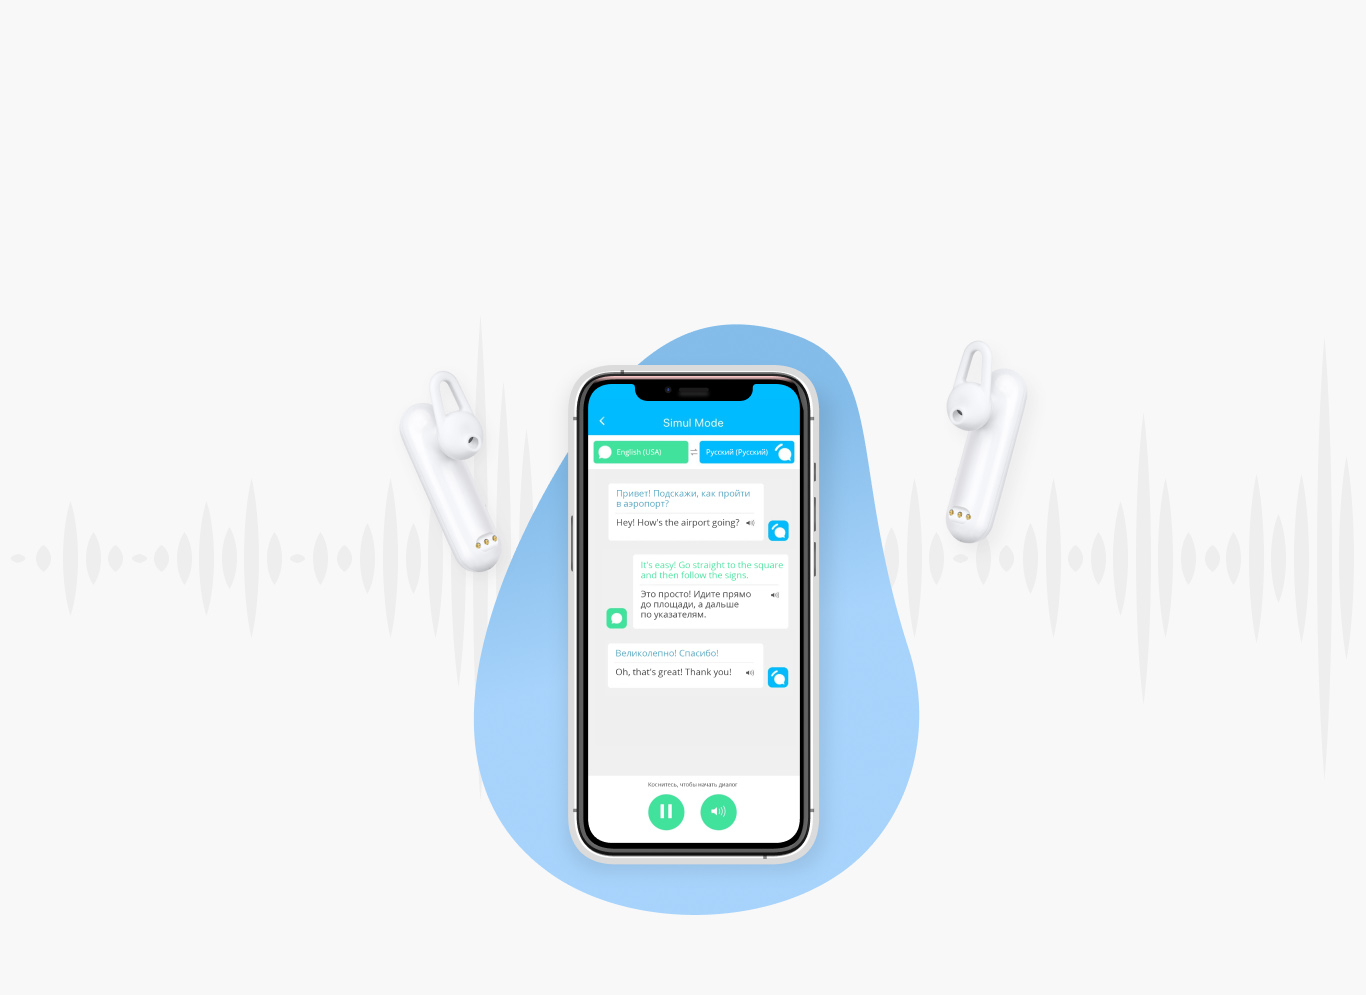 Simul Mode
English (USA)
Русский (Русский)
Привет! Подскажи, как пройти
в аэропорт?
Hey! How's the airport going?
It's easy! Go straight to the square
and then follow the signs.
Это просто! Идите прямо
до площади, а дальше
по указателям.
Великолепно! Спасибо!
Oh, that's great! Thank you!
Коснитесь, чтобы начать диалог